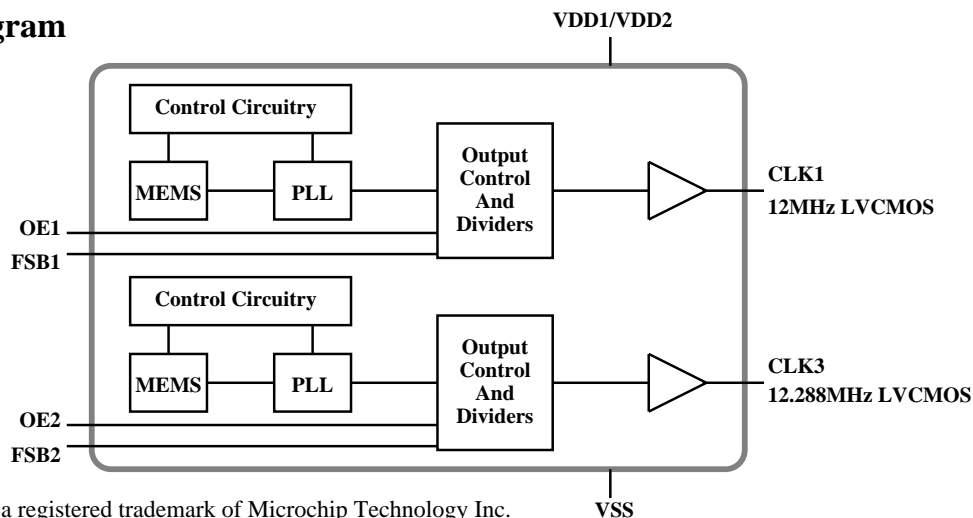 gram
VDD1/VDD2
Control Circuitry
MEMS
PLL
Output
Control
And
Dividers
CLK1
12MHz LVCMOS
OE1
FSB1
Control Circuitry
MEMS
PLL
Output
Control
And
Dividers
CLK3
12.288MHz LVCMOS
OE2
FSB2
VSS
a registered trademark of Microchip Technology Inc.